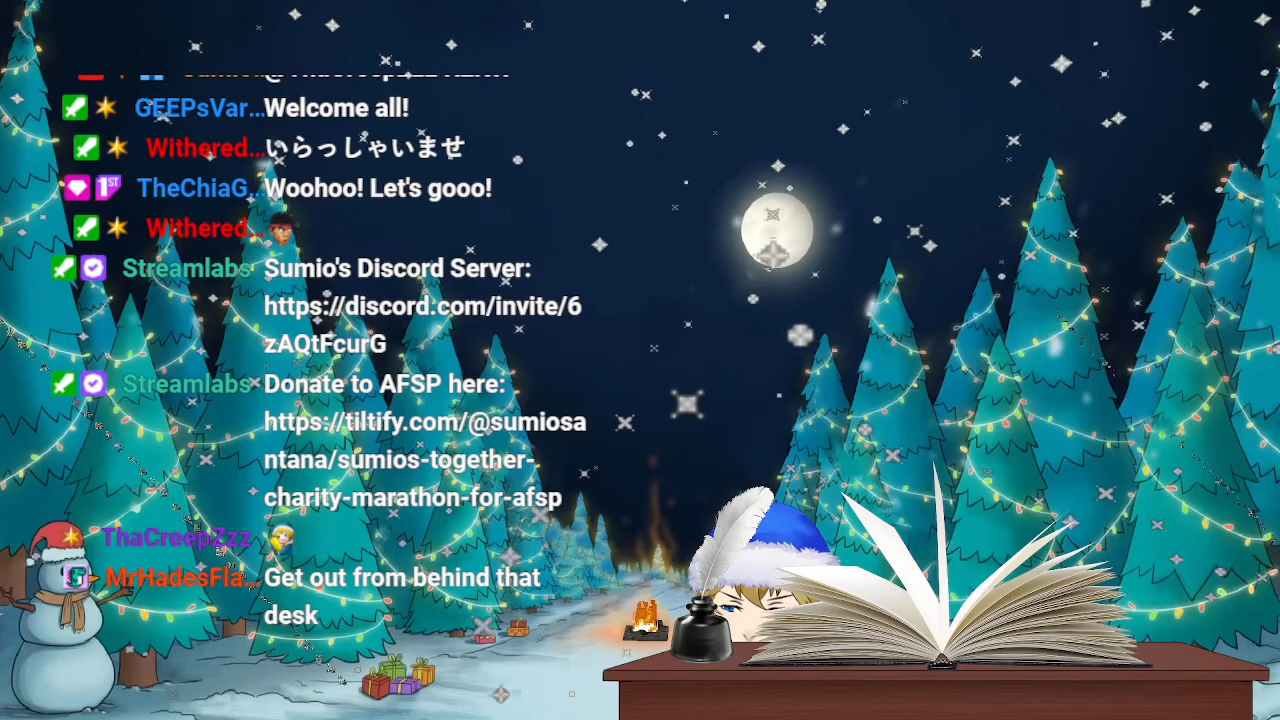 GEEPsVar... Welcome all!
Withered... いらっしゃいませ
TheChiaG... Woohoo! Let's gooo!
Withered...
Streamlabs Sumio's Discord Server:
https://discord.com/invite/6
zAQtFcurG
Streamlabs Donate to AFSP here:
https://tiltify.com/@sumiosa
ntana/sumios-together-
charity-marathon-for-afsp
ThaCreepZzz
MrHadesFla... Get out from behind that
desk